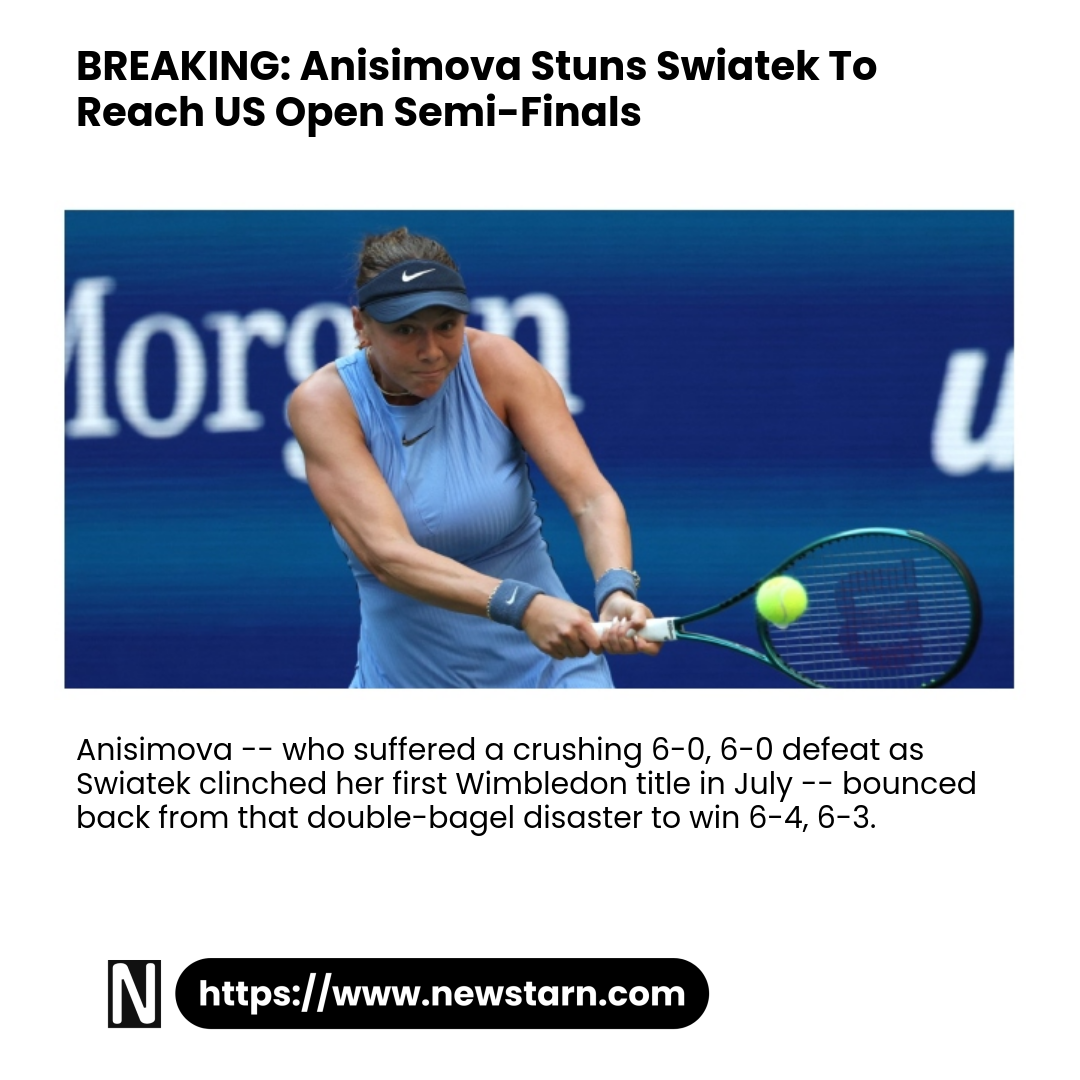 BREAKING: Anisimova Stuns Swiatek To
Reach US Open Semi-Finals
Morgan
u
Anisimova -- who suffered a crushing 6-0, 6-0 defeat as
Swiatek clinched her first Wimbledon title in July -- bounced
back from that double-bagel disaster to win 6-4, 6-3.
N
https://www.newstarn.com